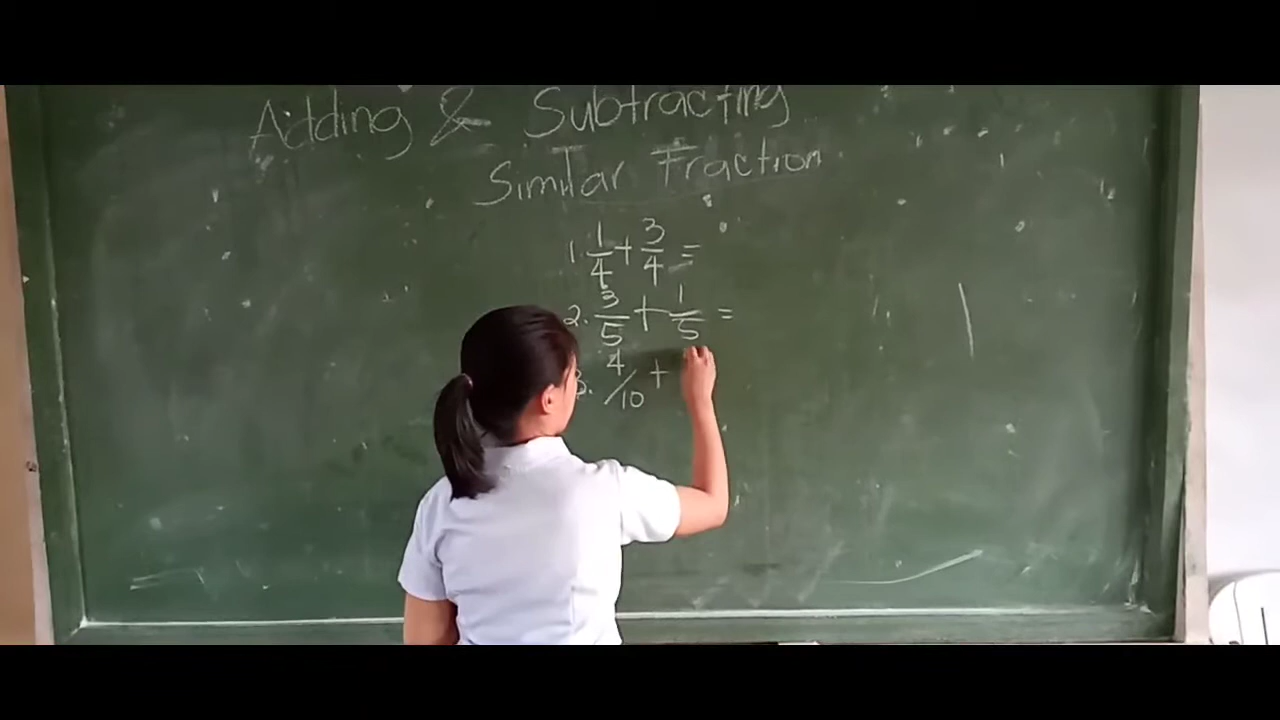 Adding & Subtracting
Similar Fraction
1. 1/4 + 3/4 =
2. 3/5 + 1/5 =
3. 4/10 +